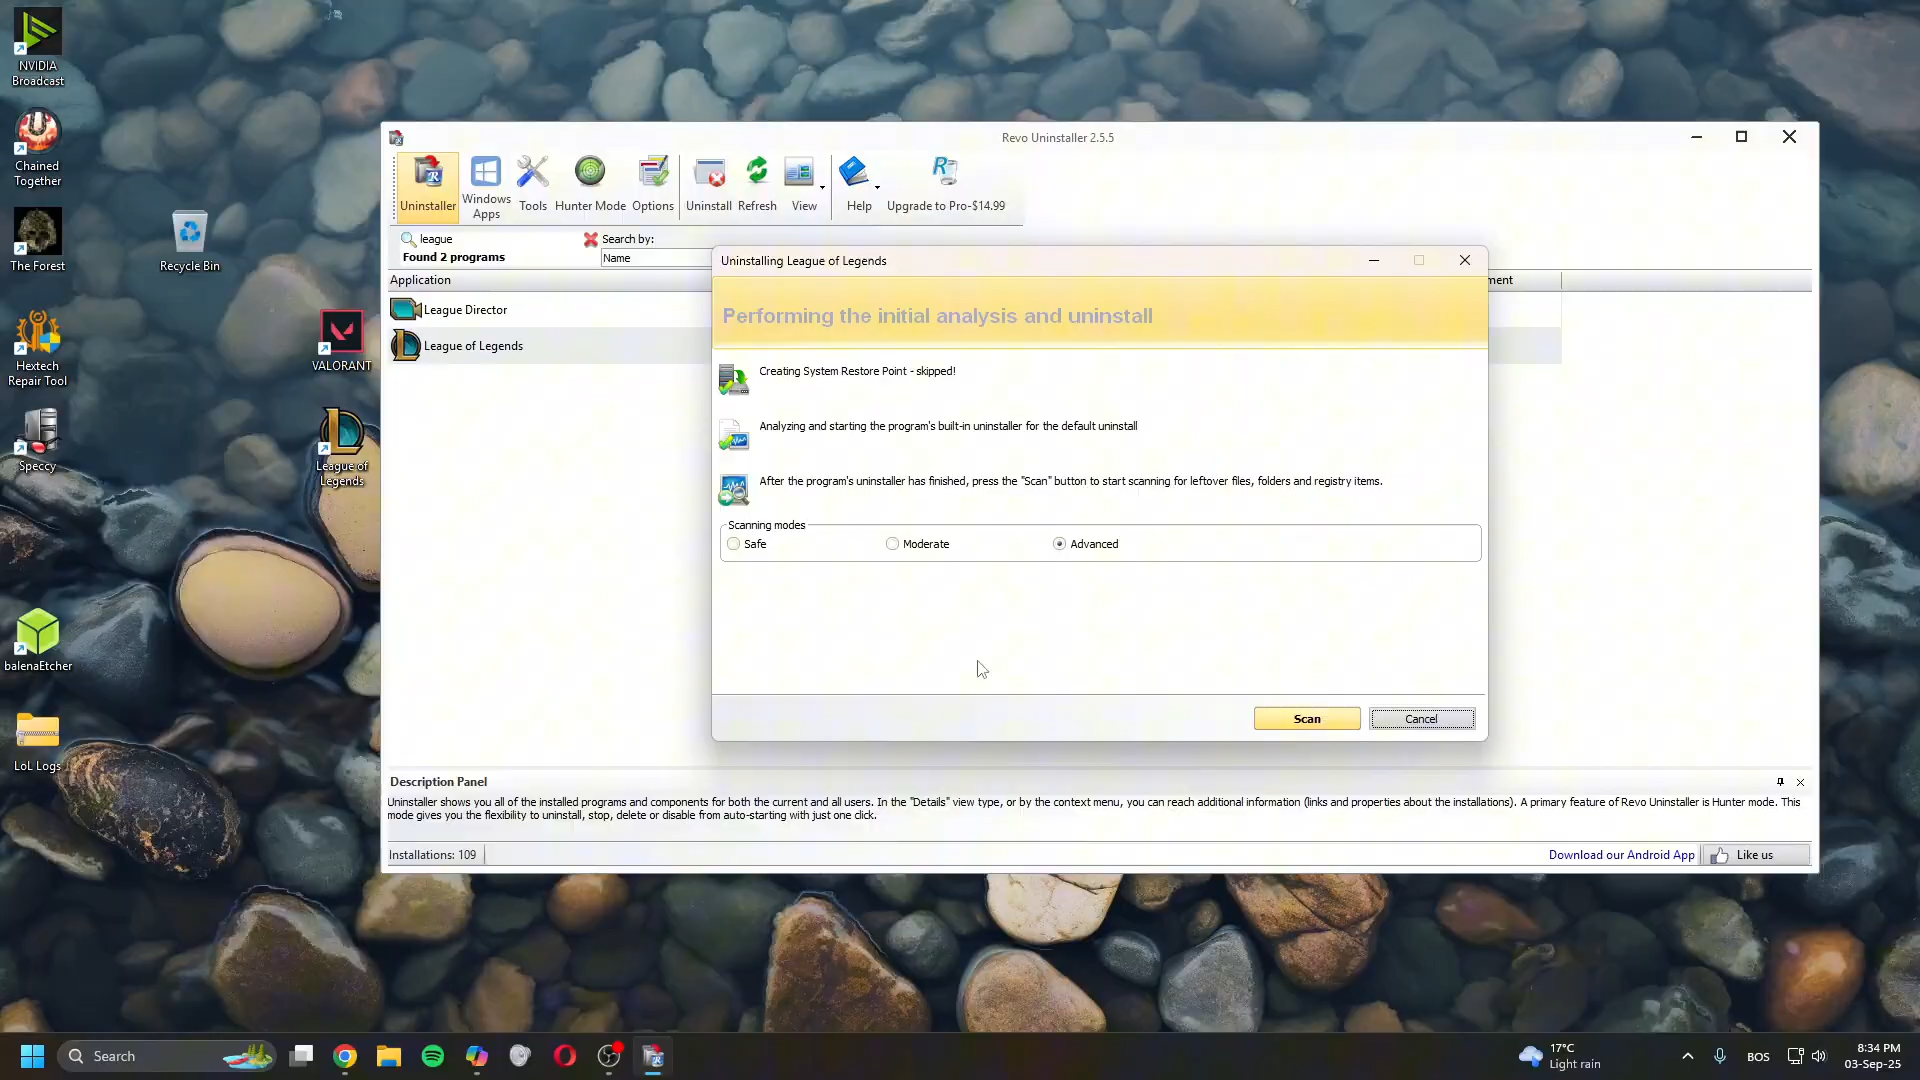 NVIDIA
Broadcast
Chained
Together
The Forest
Recycle Bin
Hextech
Repair Tool
VALORANT
Speccy
League of
Legends
balenaEtcher
LoL Logs
Revo Uninstaller 2.5.5
Uninstaller
Windows
Apps
Tools
Hunter Mode
Options
Uninstall
Refresh
View
Help
Upgrade to Pro-$14.99
league
Search by:
Found 2 programs
Name
Application
ment
League Director
League of Legends
Uninstalling League of Legends
Performing the initial analysis and uninstall
Creating System Restore Point - skipped!
Analyzing and starting the program's built-in uninstaller for the default uninstall
After the program's uninstaller has finished, press the "Scan" button to start scanning for leftover files, folders and registry items.
Scanning modes
Safe
Moderate
Advanced
Scan
Cancel
Description Panel
Uninstaller shows you all of the installed programs and components for both the current and all users. In the "Details" view type, or by the context menu, you can reach additional information (links and properties about the installations). A primary feature of Revo Uninstaller is Hunter mode. This
mode gives you the flexibility to uninstall, stop, delete or disable from auto-starting with just one click.
Installations: 109
Download our Android App
Like us
Search
17°C
Light rain
BOS
8:34 PM
03-Sep-25